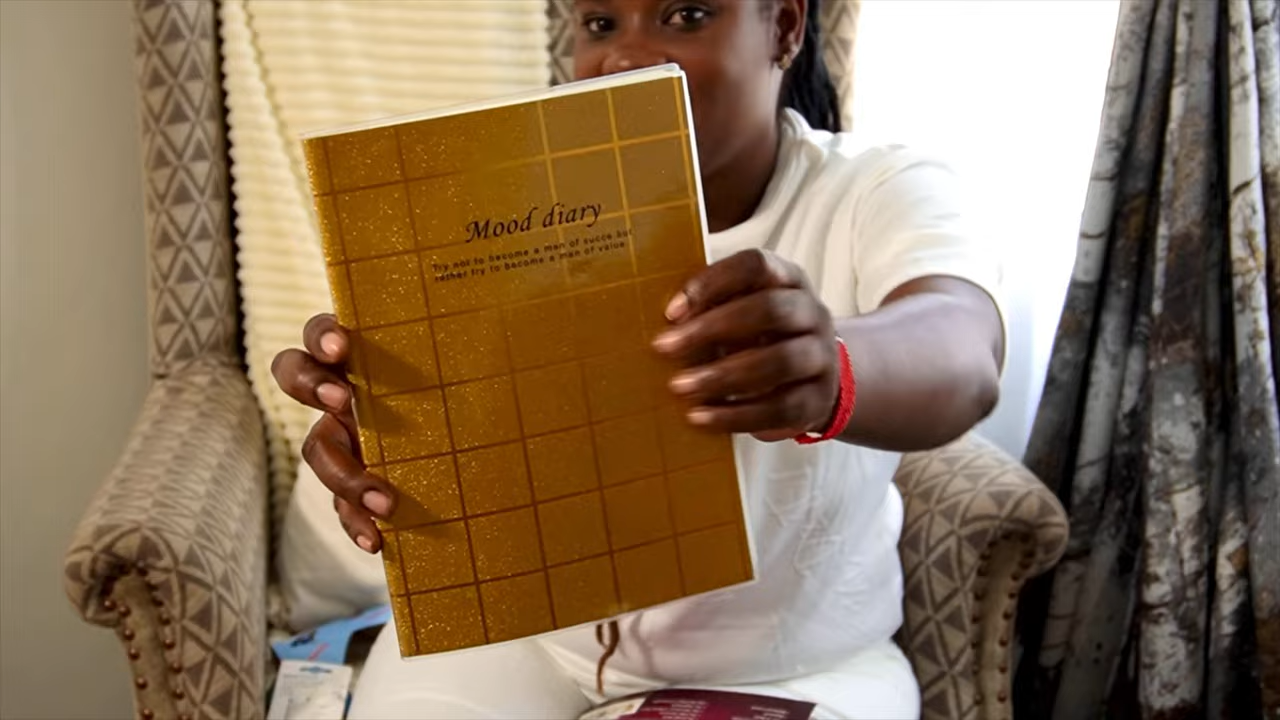 Mood diary
Try not to become a man of succe but
rather try to become a man of value